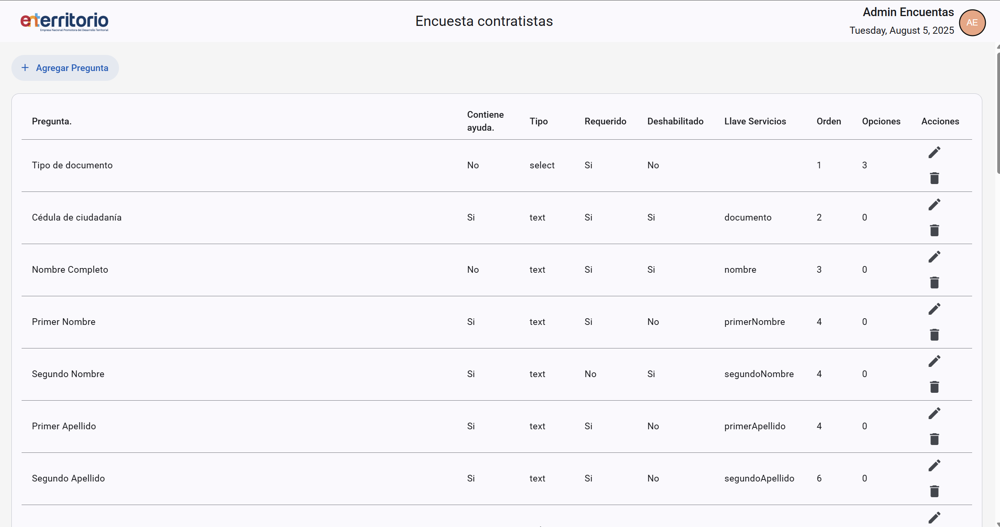 enterritorio
Empresa Nacional Promotora del Desarrollo Territorial
Encuesta contratistas
Admin Encuentas
Tuesday, August 5, 2025
AE
+ Agregar Pregunta
Pregunta. Contiene ayuda. Tipo Requerido Deshabilitado Llave Servicios Orden Opciones Acciones
Tipo de documento No select Si No 1 3
Cédula de ciudadanía Si text Si Si documento 2 0
Nombre Completo No text Si Si nombre 3 0
Primer Nombre Si text Si No primerNombre 4 0
Segundo Nombre Si text No Si segundoNombre 4 0
Primer Apellido Si text Si No primerApellido 4 0
Segundo Apellido Si text Si No segundoApellido 6 0